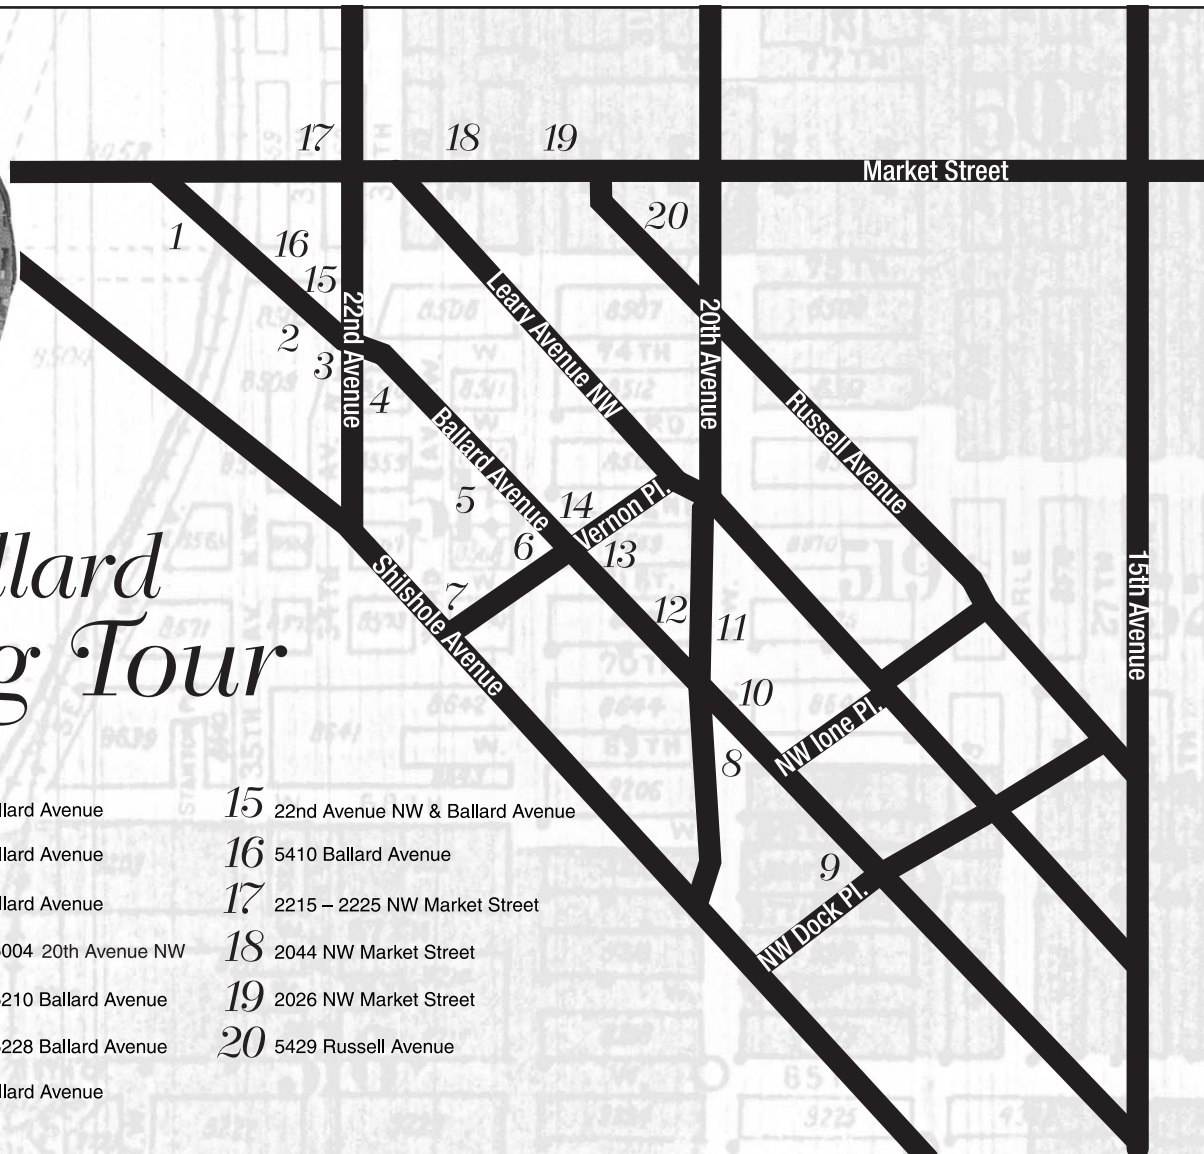 17
18
19
Market Street
20
1
16
15
22nd Avenue
Leary Avenue NW
20th Avenue
2
3
4
Ballard Avenue
Russell Avenue
5
14
Vernon Pl.
6
13
15th Avenue
7
Shilshole Avenue
12
11
10
NW Ione Pl.
8
9
NW Dock Pl.
llard
g Tour
llard Avenue
llard Avenue
llard Avenue
5004 20th Avenue NW
5210 Ballard Avenue
5228 Ballard Avenue
llard Avenue
15 22nd Avenue NW & Ballard Avenue
16 5410 Ballard Avenue
17 2215 – 2225 NW Market Street
18 2044 NW Market Street
19 2026 NW Market Street
20 5429 Russell Avenue